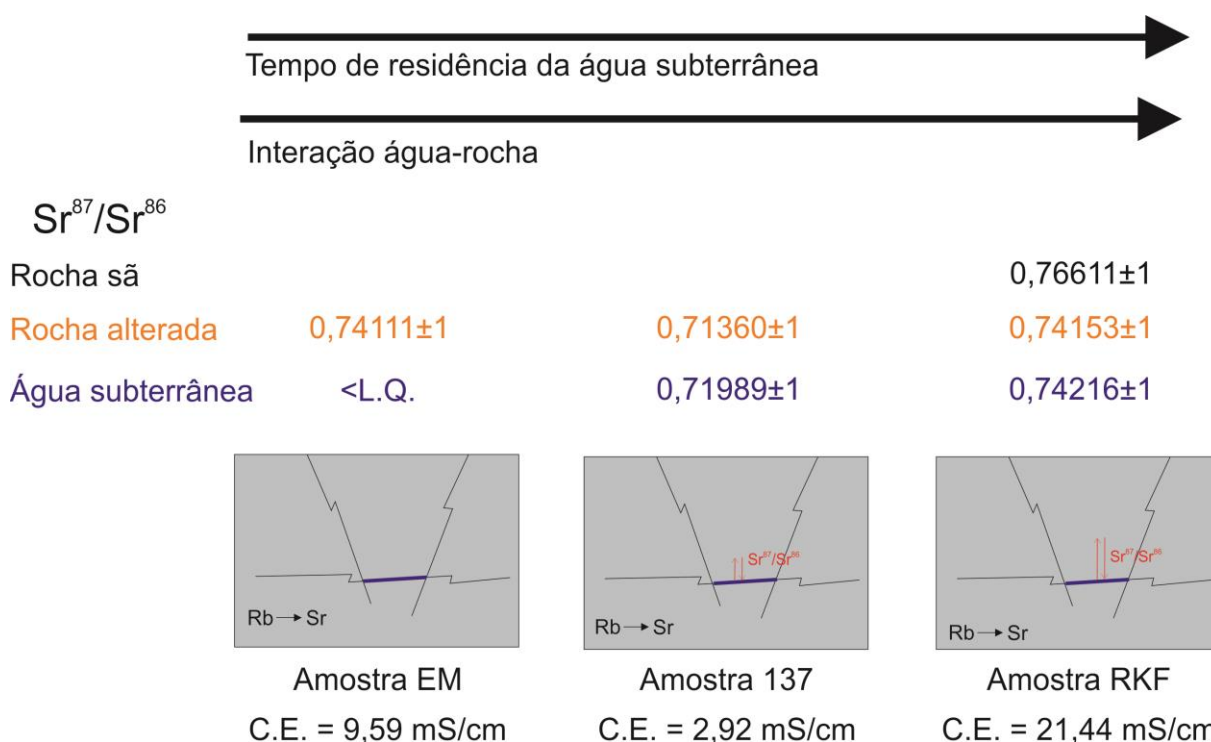 Tempo de residência da água subterrânea
Interação água-rocha
Sr⁸⁷/Sr⁸⁶
Rocha sã 0,76611±1
Rocha alterada 0,74111±1 0,71360±1 0,74153±1
Água subterrânea <L.Q. 0,71989±1 0,74216±1
Sr⁸⁷/Sr⁸⁶ Sr⁸⁷/Sr⁸⁶
Rb → Sr Rb → Sr Rb → Sr
Amostra EM Amostra 137 Amostra RKF
C.E. = 9,59 mS/cm C.E. = 2,92 mS/cm C.E. = 21,44 mS/cm